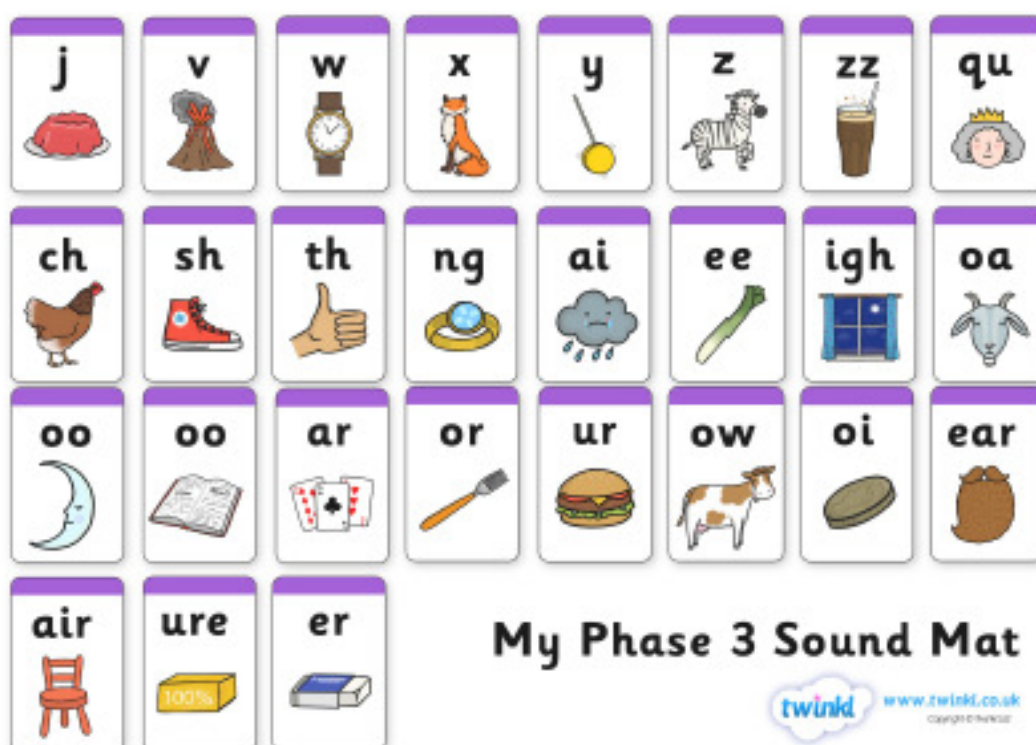 j v w x y z zz qu
ch sh th ng ai ee igh oa
oo oo ar or ur ow oi ear
air ure er
100%
My Phase 3 Sound Mat
twinkl www.twinkl.co.uk